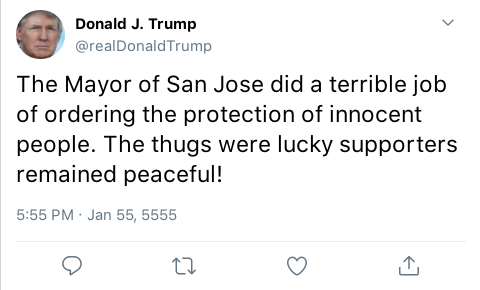 Donald J. Trump
@realDonaldTrump
The Mayor of San Jose did a terrible job
of ordering the protection of innocent
people. The thugs were lucky supporters
remained peaceful!
5:55 PM · Jan 55, 5555